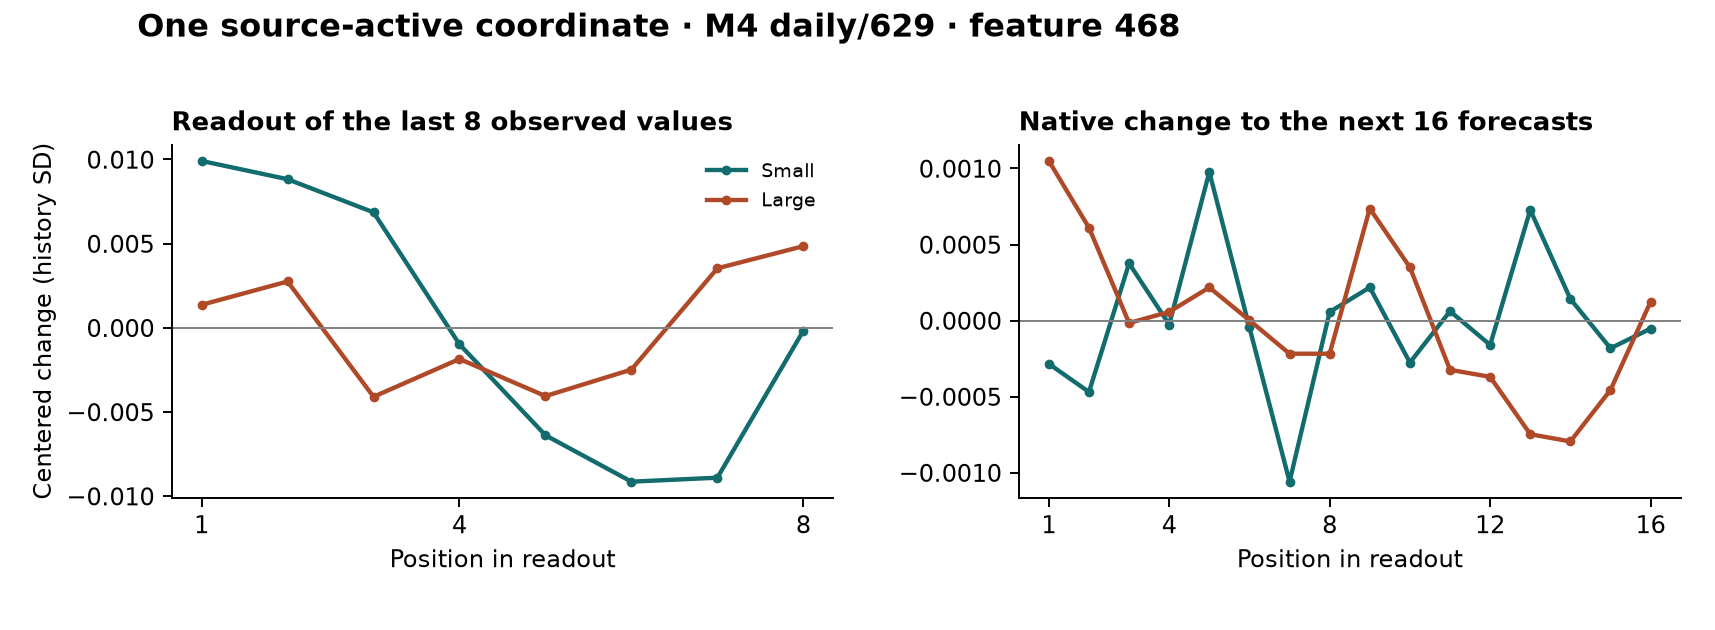 One source-active coordinate · M4 daily/629 · feature 468
Readout of the last 8 observed values
Centered change (history SD)
0.010
0.005
0.000
−0.005
−0.010
Small
Large
1 4 8
Position in readout
Native change to the next 16 forecasts
0.0010
0.0005
0.0000
−0.0005
−0.0010
1 4 8 12 16
Position in readout